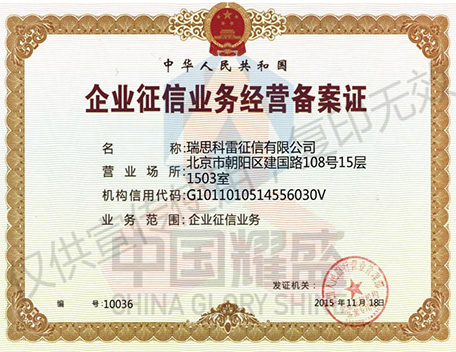 中华人民共和国
企业征信业务经营备案证
名 称:瑞思科雷征信有限公司
营业场所:北京市朝阳区建国路108号15层
1503室
机构信用代码:G1011010514556030V
业务范围:企业征信业务
中国耀盛
CHINA GLORY SHINE
仅供宣传使用 复印无效
发证机关:
2015年11月18日
编 号:10036